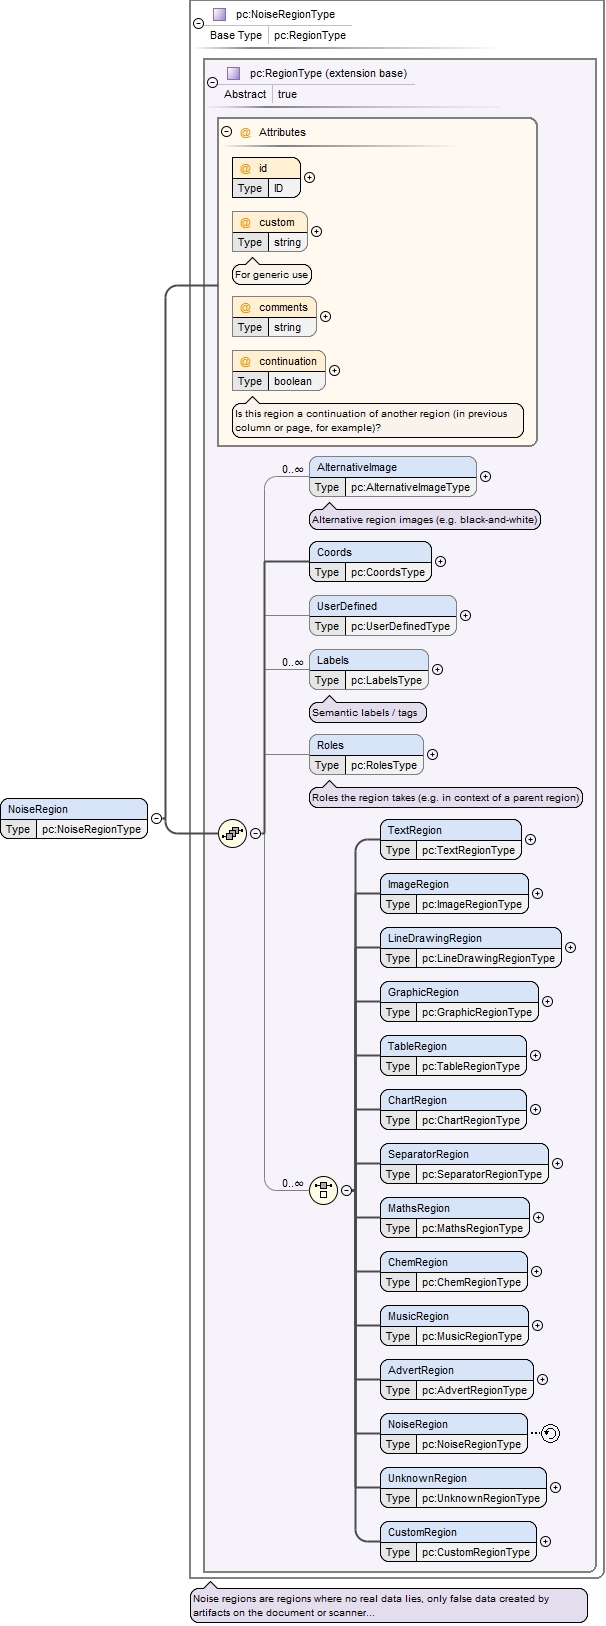 pc:NoiseRegionType
Base Type pc:RegionType
pc:RegionType (extension base)
Abstract true
@ Attributes
@ id
Type ID
@ custom
Type string
For generic use
@ comments
Type string
@ continuation
Type boolean
Is this region a continuation of another region (in previous
column or page, for example)?
0..∞
AlternativeImage
Type pc:AlternativeImageType
Alternative region images (e.g. black-and-white)
Coords
Type pc:CoordsType
UserDefined
Type pc:UserDefinedType
0..∞
Labels
Type pc:LabelsType
Semantic labels / tags
Roles
Type pc:RolesType
Roles the region takes (e.g. in context of a parent region)
NoiseRegion
Type pc:NoiseRegionType
TextRegion
Type pc:TextRegionType
ImageRegion
Type pc:ImageRegionType
LineDrawingRegion
Type pc:LineDrawingRegionType
GraphicRegion
Type pc:GraphicRegionType
TableRegion
Type pc:TableRegionType
ChartRegion
Type pc:ChartRegionType
SeparatorRegion
Type pc:SeparatorRegionType
0..∞
MathsRegion
Type pc:MathsRegionType
ChemRegion
Type pc:ChemRegionType
MusicRegion
Type pc:MusicRegionType
AdvertRegion
Type pc:AdvertRegionType
NoiseRegion
Type pc:NoiseRegionType
UnknownRegion
Type pc:UnknownRegionType
CustomRegion
Type pc:CustomRegionType
Noise regions are regions where no real data lies, only false data created by
artifacts on the document or scanner...